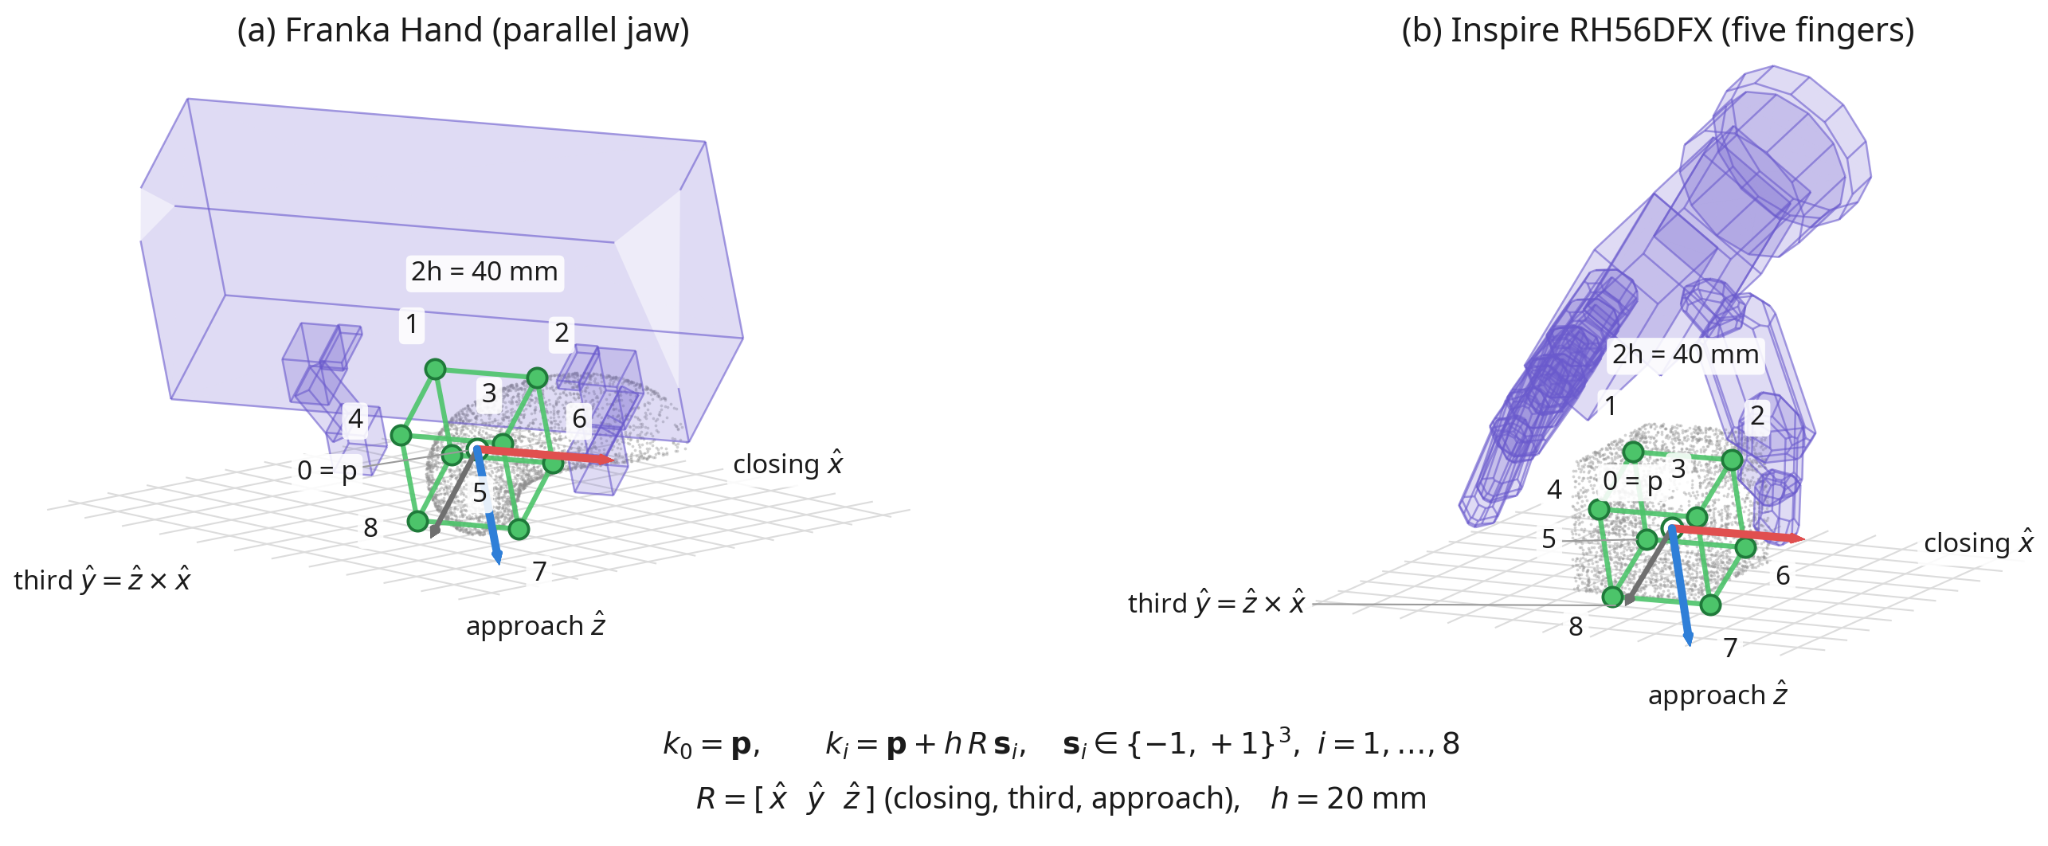 (a) Franka Hand (parallel jaw)
2h = 40 mm
1
2
3
4
6
0 = p
closing x̂
5
8
7
third ŷ = ẑ × x̂
approach ẑ
(b) Inspire RH56DFX (five fingers)
2h = 40 mm
1
2
3
0 = p
4
5
closing x̂
6
third ŷ = ẑ × x̂
8
7
approach ẑ
k₀ = p, kᵢ = p + h R sᵢ, sᵢ ∈ {−1, +1}³, i = 1, …, 8
R = [ x̂ ŷ ẑ ] (closing, third, approach), h = 20 mm